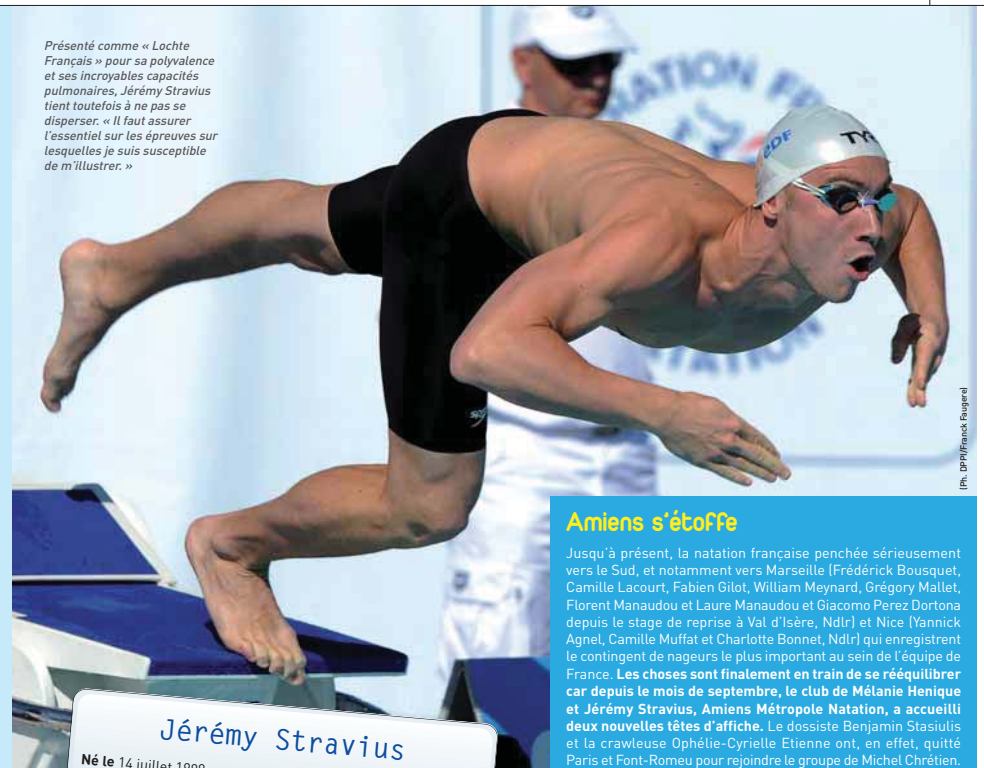 Présenté comme « Lochte
Français » pour sa polyvalence
et ses incroyables capacités
pulmonaires, Jérémy Stravius
tient toutefois à ne pas se
disperser. « Il faut assurer
l'essentiel sur les épreuves sur
lesquelles je suis susceptible
de m'illustrer. »
NATION
EDF
TATION
(Ph. DPPI/Franck Faugere)
Amiens s'étoffe
Jusqu'à présent, la natation française penchée sérieusement
vers le Sud, et notamment vers Marseille (Frédérick Bousquet,
Camille Lacourt, Fabien Gilot, William Meynard, Grégory Mallet,
Florent Manaudou et Laure Manaudou et Giacomo Perez Dortona
depuis le stage de reprise à Val d'Isère, Ndlr) et Nice (Yannick
Agnel, Camille Muffat et Charlotte Bonnet, Ndlr) qui enregistrent
le contingent de nageurs le plus important au sein de l'équipe de
France. Les choses sont finalement en train de se rééquilibrer
car depuis le mois de septembre, le club de Mélanie Henique
et Jérémy Stravius, Amiens Métropole Natation, a accueilli
deux nouvelles têtes d'affiche. Le dossiste Benjamin Stasiulis
et la crawleuse Ophélie-Cyrielle Etienne ont, en effet, quitté
Paris et Font-Romeu pour rejoindre le groupe de Michel Chrétien.
Jérémy Stravius
Né le 14 juillet